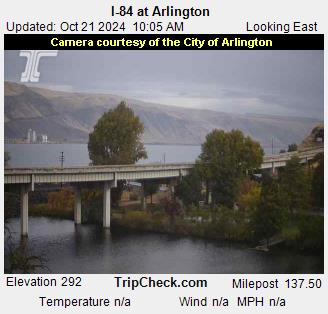 I-84 at Arlington
Updated: Oct 21 2024 10:05 AM Looking East
Camera courtesy of the City of Arlington
Elevation 292 TripCheck.com Milepost 137.50
Temperature n/a Wind n/a MPH n/a